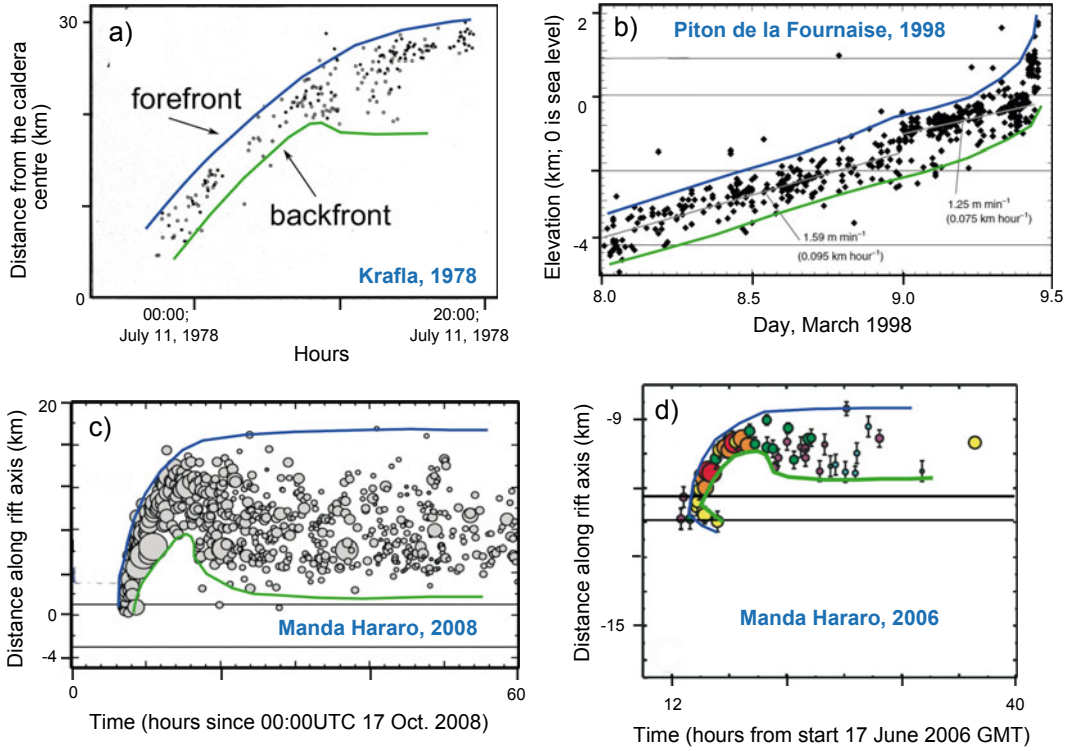 a)
30
0
Distance from the caldera
centre (km)
forefront
backfront
Krafla, 1978
00:00;
July 11, 1978
20:00;
July 11, 1978
Hours
b)
Piton de la Fournaise, 1998
2
0
-2
-4
Elevation (km; 0 is sea level)
1.25 m min⁻¹
(0.075 km hour⁻¹)
1.59 m min⁻¹
(0.095 km hour⁻¹)
8.0
8.5
9.0
9.5
Day, March 1998
c)
20
0
-4
Distance along rift axis (km)
Manda Hararo, 2008
0
60
Time (hours since 00:00UTC 17 Oct. 2008)
d)
-9
-15
Distance along rift axis (km)
Manda Hararo, 2006
12
40
Time (hours from start 17 June 2006 GMT)